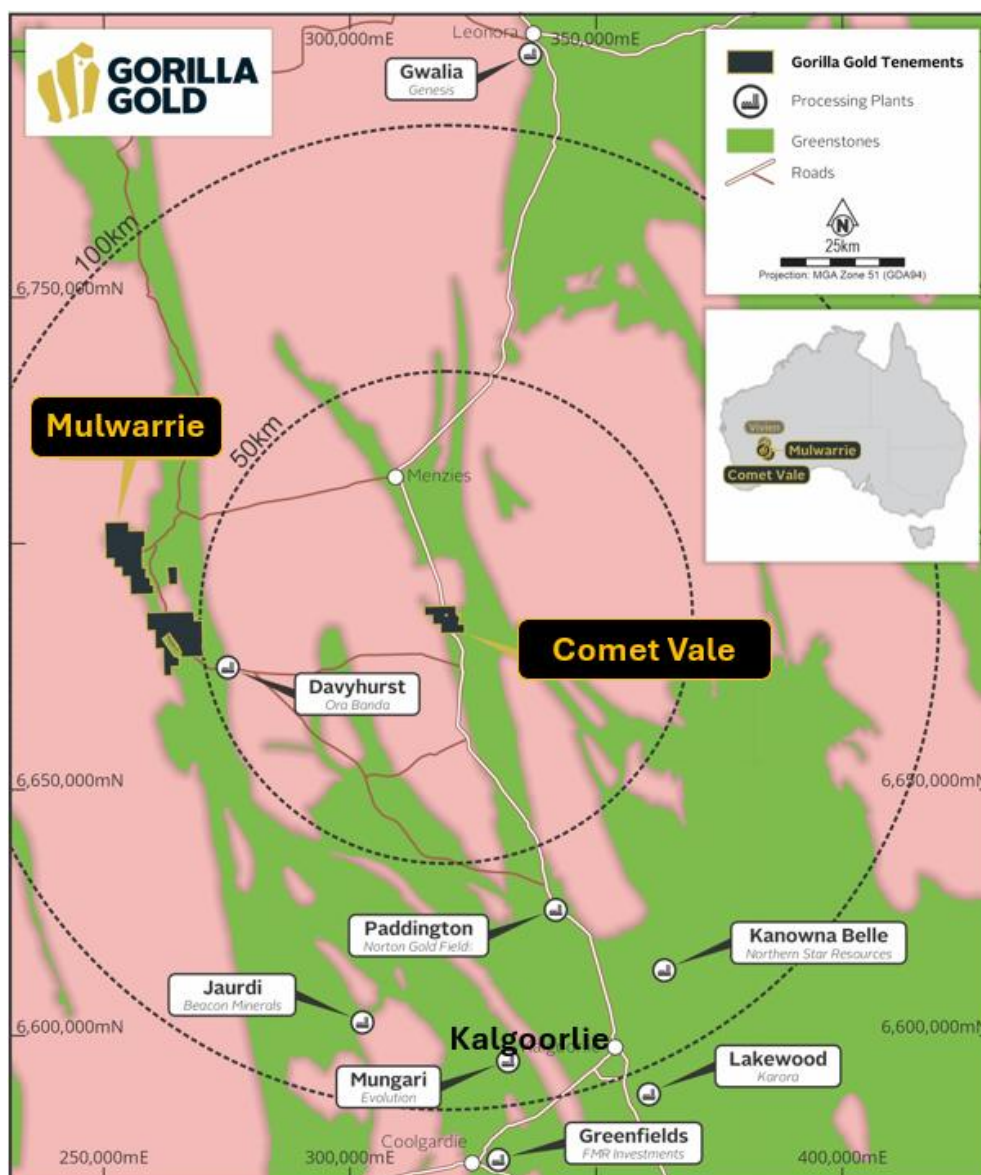 GORILLA
GOLD
300,000mE
Leonora
350,000mE
Gwalia
Genesis
Gorilla Gold Tenements
Processing Plants
Greenstones
Roads
N
25km
Projection: MGA Zone 51 (GDA94)
100km
6,750,000mN
Mulwarrie
50km
Menzies
Vivien
Mulwarrie
Comet Vale
Comet Vale
Davyhurst
Ora Banda
6,650,000mN
6,650,000mN
Paddington
Norton Gold Field
Kanowna Belle
Northern Star Resources
Jaurdi
Beacon Minerals
6,600,000mN
6,600,000mN
Kalgoorlie
Mungari
Evolution
Lakewood
Karora
Coolgardie
Greenfields
FMR Investments
250,000mE
300,000mE
400,000mE